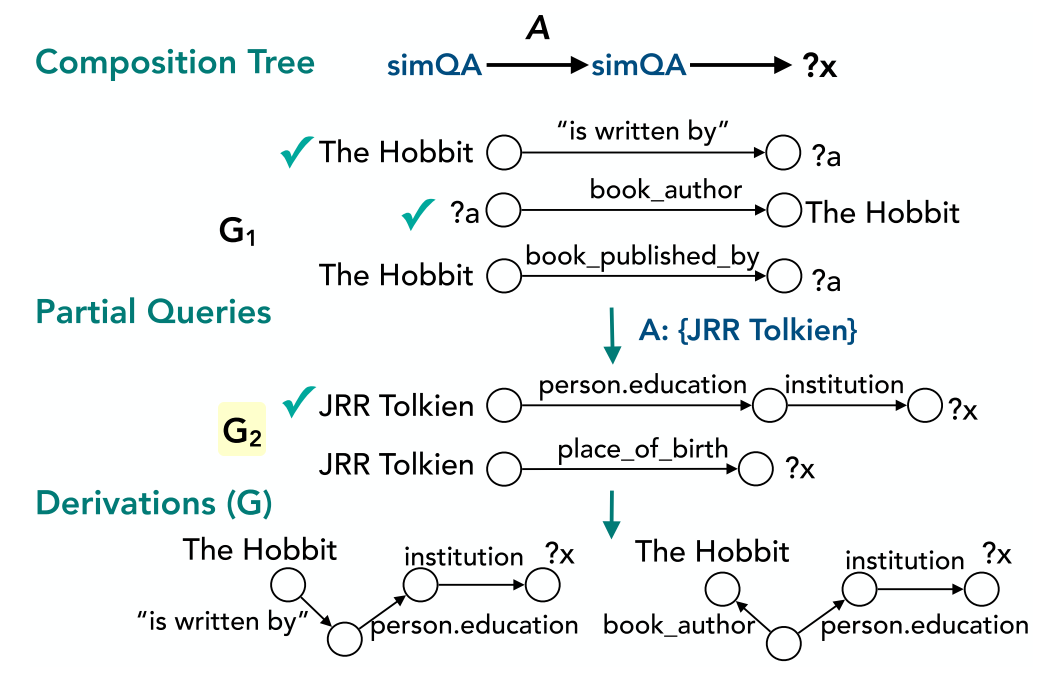 A
Composition Tree simQA simQA ?x
"is written by"
✓ The Hobbit ?a
book_author
✓ ?a The Hobbit
G₁
book_published_by
The Hobbit ?a
Partial Queries
A: {JRR Tolkien}
person.education institution
✓ JRR Tolkien ?x
G₂
place_of_birth
JRR Tolkien ?x
Derivations (G)
The Hobbit institution ?x
"is written by" person.education
The Hobbit institution ?x
book_author person.education